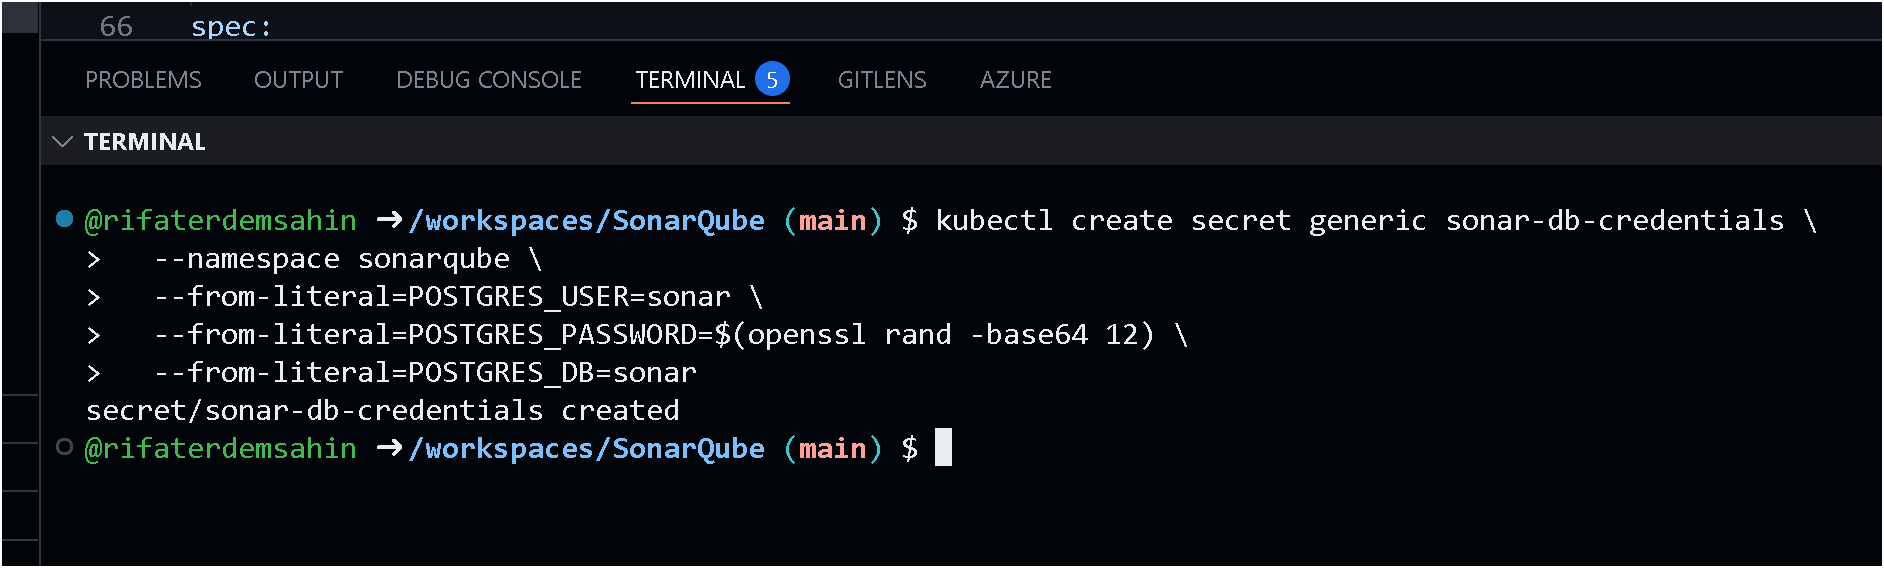 66 spec:
PROBLEMS OUTPUT DEBUG CONSOLE TERMINAL 5 GITLENS AZURE
TERMINAL
@rifaterdemsahin ➜/workspaces/SonarQube (main) $ kubectl create secret generic sonar-db-credentials \
> --namespace sonarqube \
> --from-literal=POSTGRES_USER=sonar \
> --from-literal=POSTGRES_PASSWORD=$(openssl rand -base64 12) \
> --from-literal=POSTGRES_DB=sonar
secret/sonar-db-credentials created
@rifaterdemsahin ➜/workspaces/SonarQube (main) $